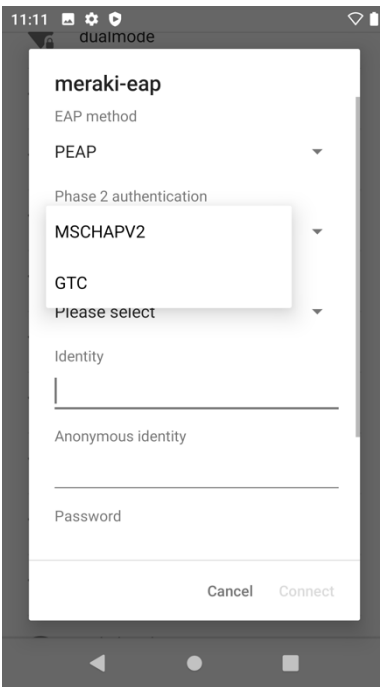 11:11
dualmode
meraki-eap
EAP method
PEAP
Phase 2 authentication
MSCHAPV2
GTC
Please select
Identity
Anonymous identity
Password
Cancel
Connect